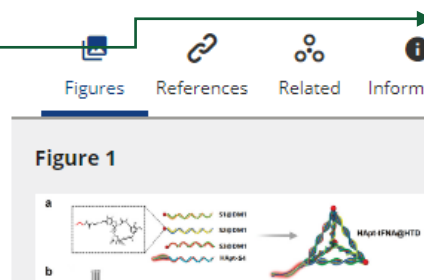 Figures References Related Inform
Figure 1
a
S1@DM1
S2@DM1
S3@DM1
HApt-S4
HApt-tFNA@HTD
b